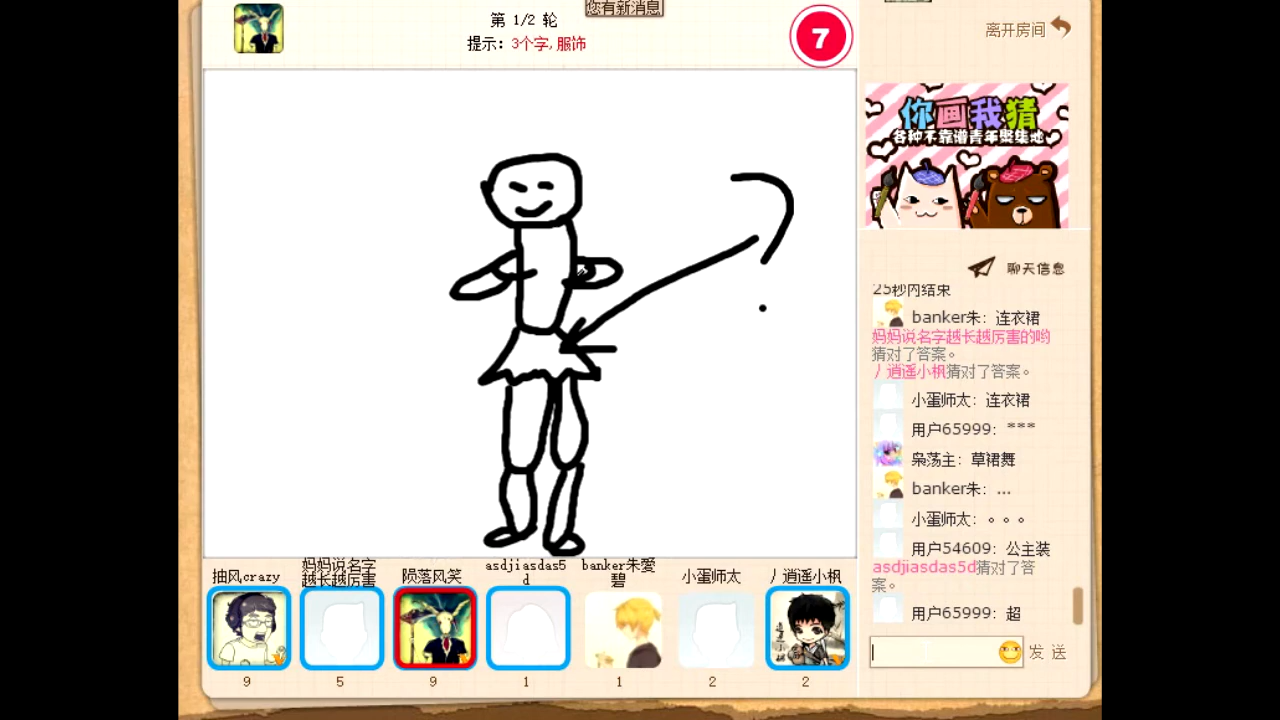 您有新消息
第 1/2 轮
提示: 3个字,服饰
7
离开房间
你画我猜
各种不靠谱青年聚集地
聊天信息
25秒内结束
banker朱: 连衣裙
妈妈说名字越长越厉害的哟
猜对了答案。
丿逍遥小枫猜对了答案。
小蛋师太: 连衣裙
用户65999: ***
枭荡主: 草裙舞
banker朱: ...
小蛋师太: 。。。
用户54609: 公主装
asdjiasdas5d猜对了答
案。
用户65999: 超
发送
抽风crazy
妈妈说名字
越长越厉害
陨落风笑
asdjiasdas5
d
banker朱愛
碧
小蛋师太
丿逍遥小枫
9
5
9
1
1
2
2